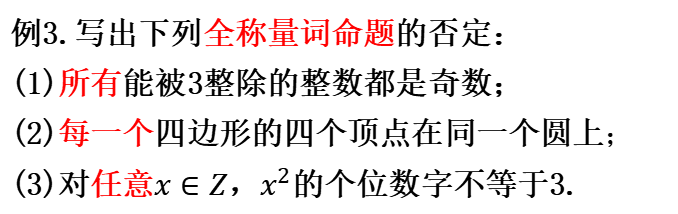 例3.写出下列全称量词命题的否定：
(1)所有能被3整除的整数都是奇数；
(2)每一个四边形的四个顶点在同一个圆上；
(3)对任意x∈Z，x²的个位数字不等于3.